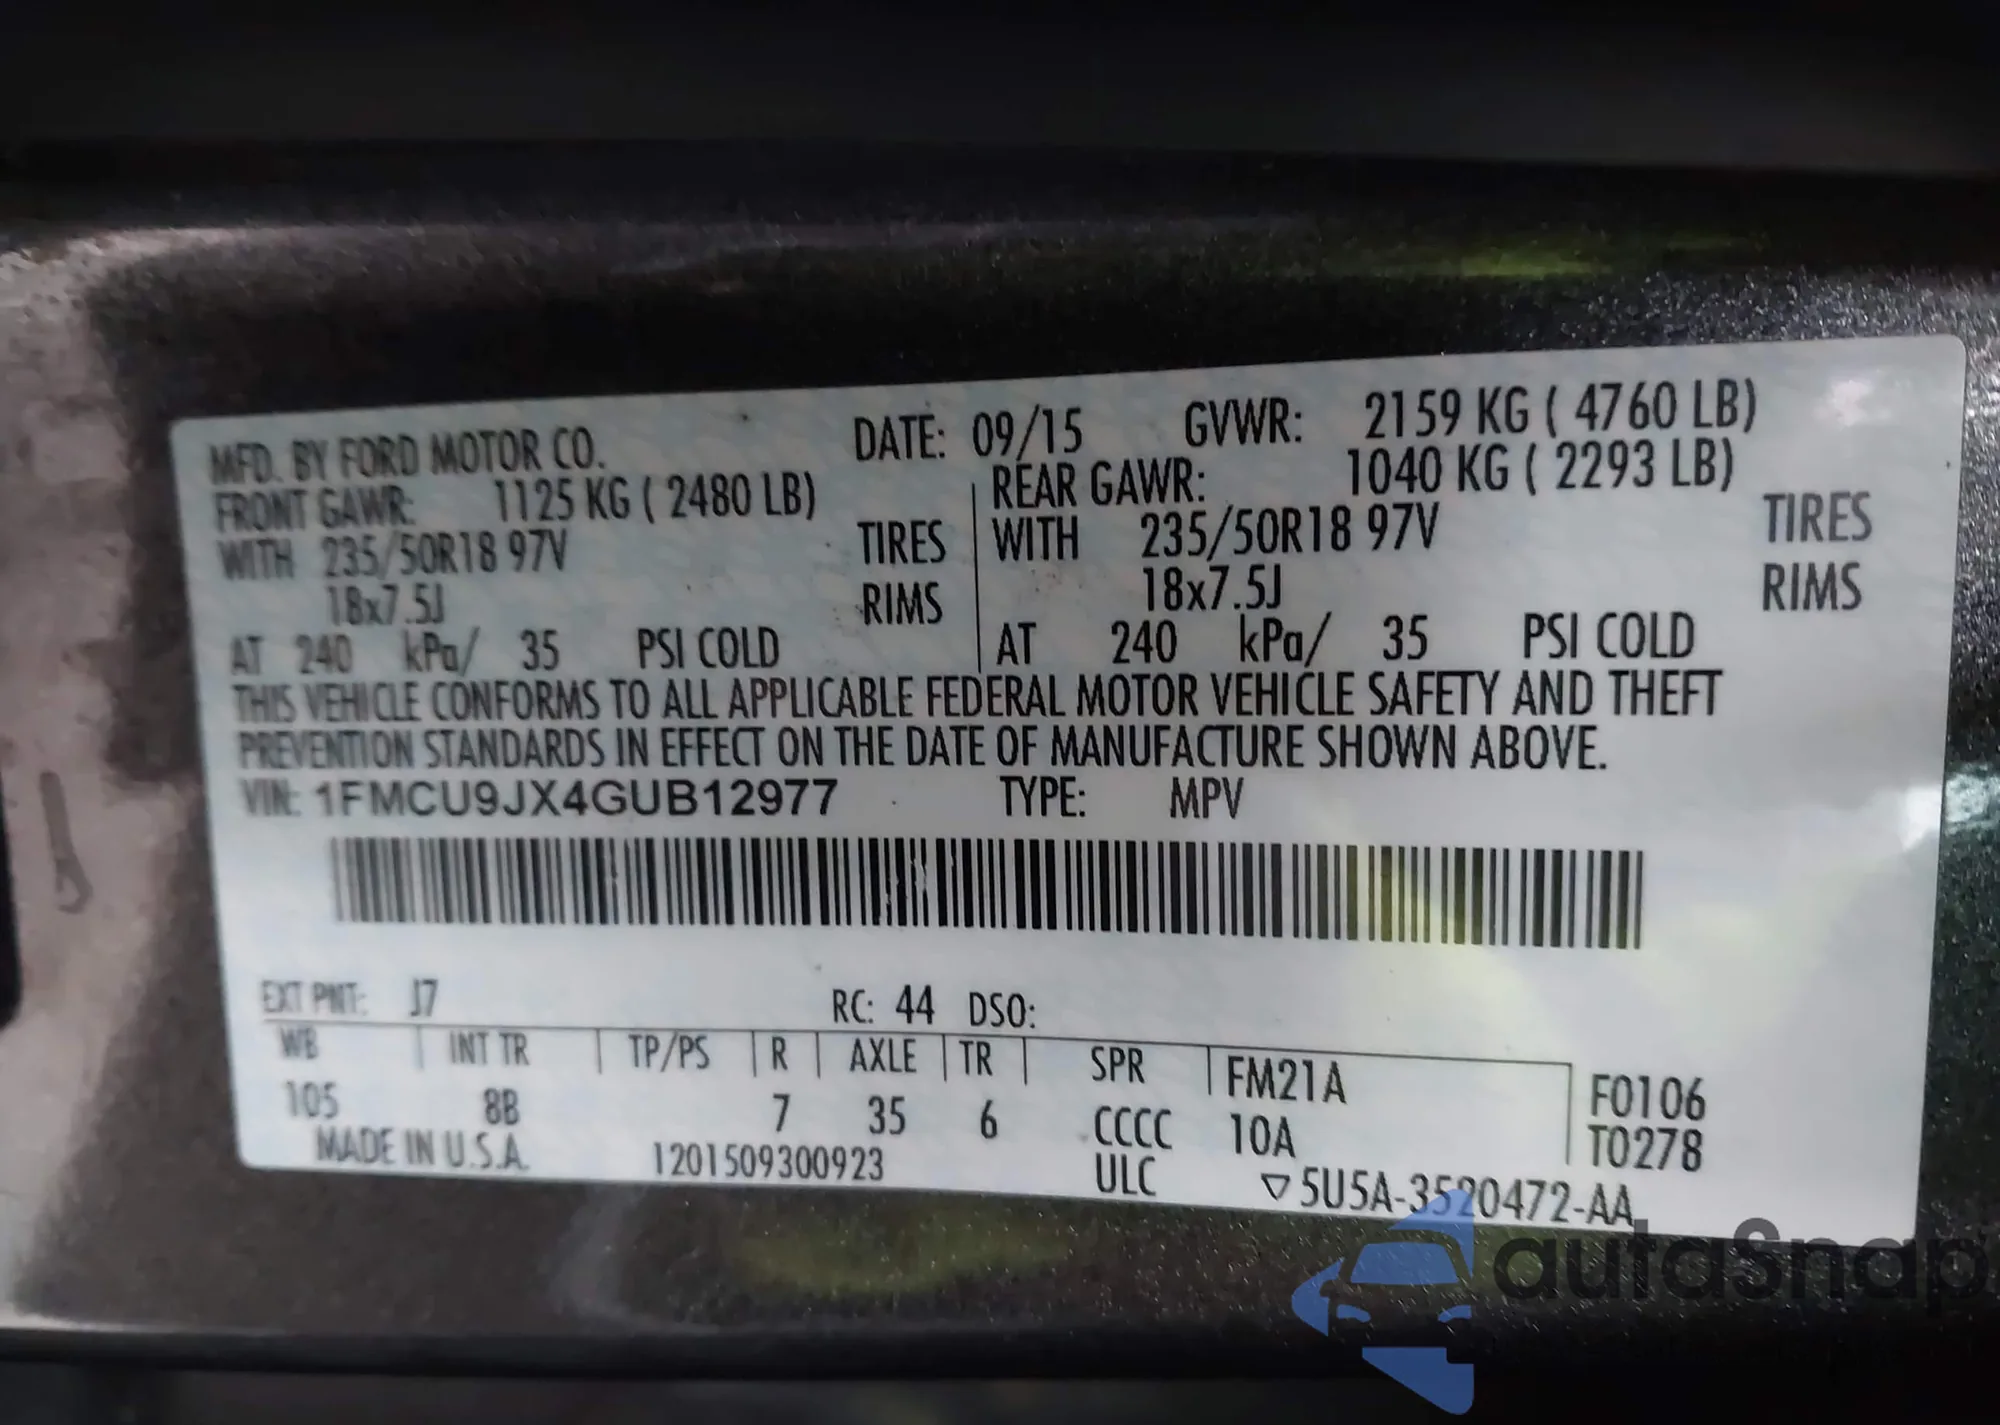 MFD. BY FORD MOTOR CO. DATE: 09/15 GVWR: 2159 KG ( 4760 LB)
FRONT GAWR: 1125 KG ( 2480 LB) REAR GAWR: 1040 KG ( 2293 LB)
WITH 235/50R18 97V TIRES WITH 235/50R18 97V TIRES
18x7.5J RIMS 18x7.5J RIMS
AT 240 kPa/ 35 PSI COLD AT 240 kPa/ 35 PSI COLD
THIS VEHICLE CONFORMS TO ALL APPLICABLE FEDERAL MOTOR VEHICLE SAFETY AND THEFT
PREVENTION STANDARDS IN EFFECT ON THE DATE OF MANUFACTURE SHOWN ABOVE.
VIN: 1FMCU9JX4GUB12977 TYPE: MPV
EXT PNT: J7 RC: 44 DSO:
WB INT TR TP/PS R AXLE TR SPR FM21A F0106
105 8B 7 35 6 CCCC 10A T0278
MADE IN U.S.A. 1201509300923 ULC ▽5U5A-3520472-AA
autasnap